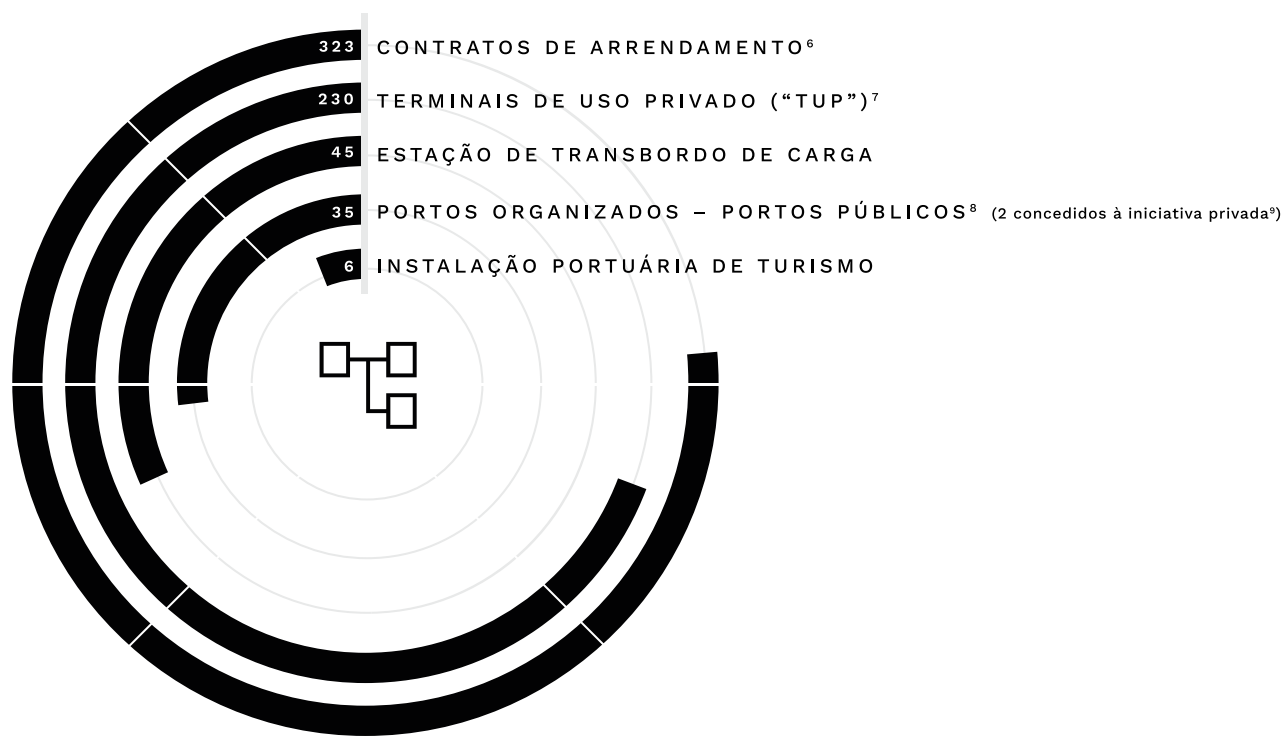 323 CONTRATOS DE ARRENDAMENTO⁶
230 TERMINAIS DE USO PRIVADO (“TUP”)⁷
45 ESTAÇÃO DE TRANSBORDO DE CARGA
35 PORTOS ORGANIZADOS – PORTOS PÚBLICOS⁸ (2 concedidos à iniciativa privada⁹)
6 INSTALAÇÃO PORTUÁRIA DE TURISMO